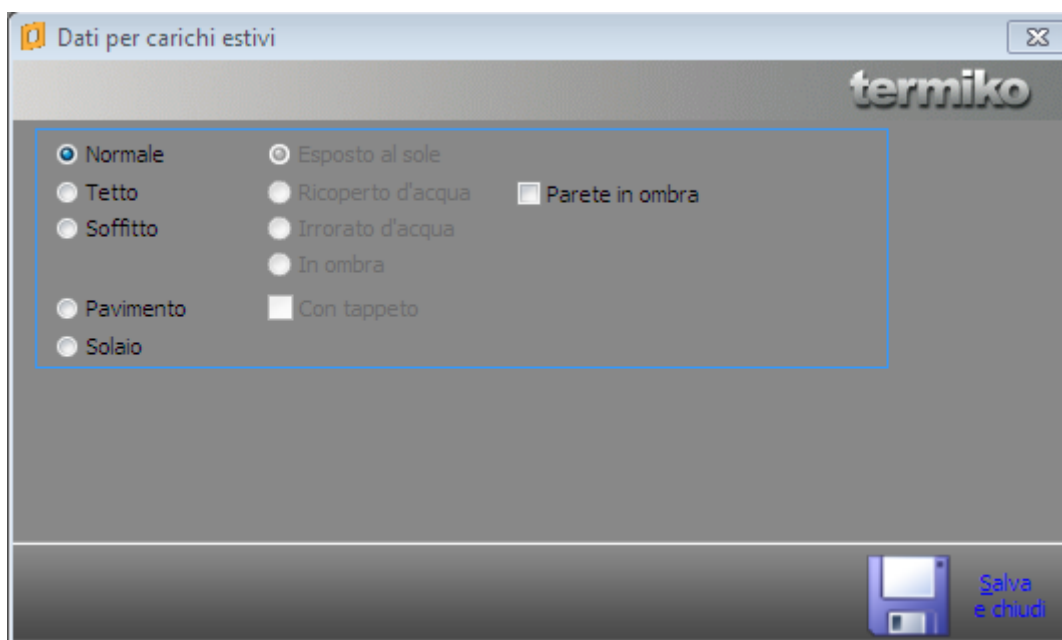 Dati per carichi estivi
termiko
Normale
Esposto al sole
Tetto
Ricoperto d'acqua
Parete in ombra
Soffitto
Irrorato d'acqua
In ombra
Pavimento
Con tappeto
Solaio
Salva
e chiudi